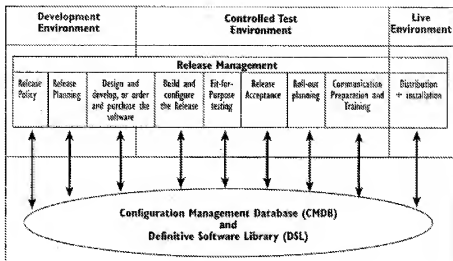 Development
Environment
Controlled Test
Environment
Live
Environment
Release Management
Release
Policy
Release
Planning
Design and
develop, or order
and purchase the
software
Build and
configure
the Release
Fit-for-
Purpose
testing
Release
Acceptance
Roll-out
planning
Communication
Preparation and
Training
Distribution
+ installation
Configuration Management Database (CMDB)
and
Definitive Software Library (DSL)